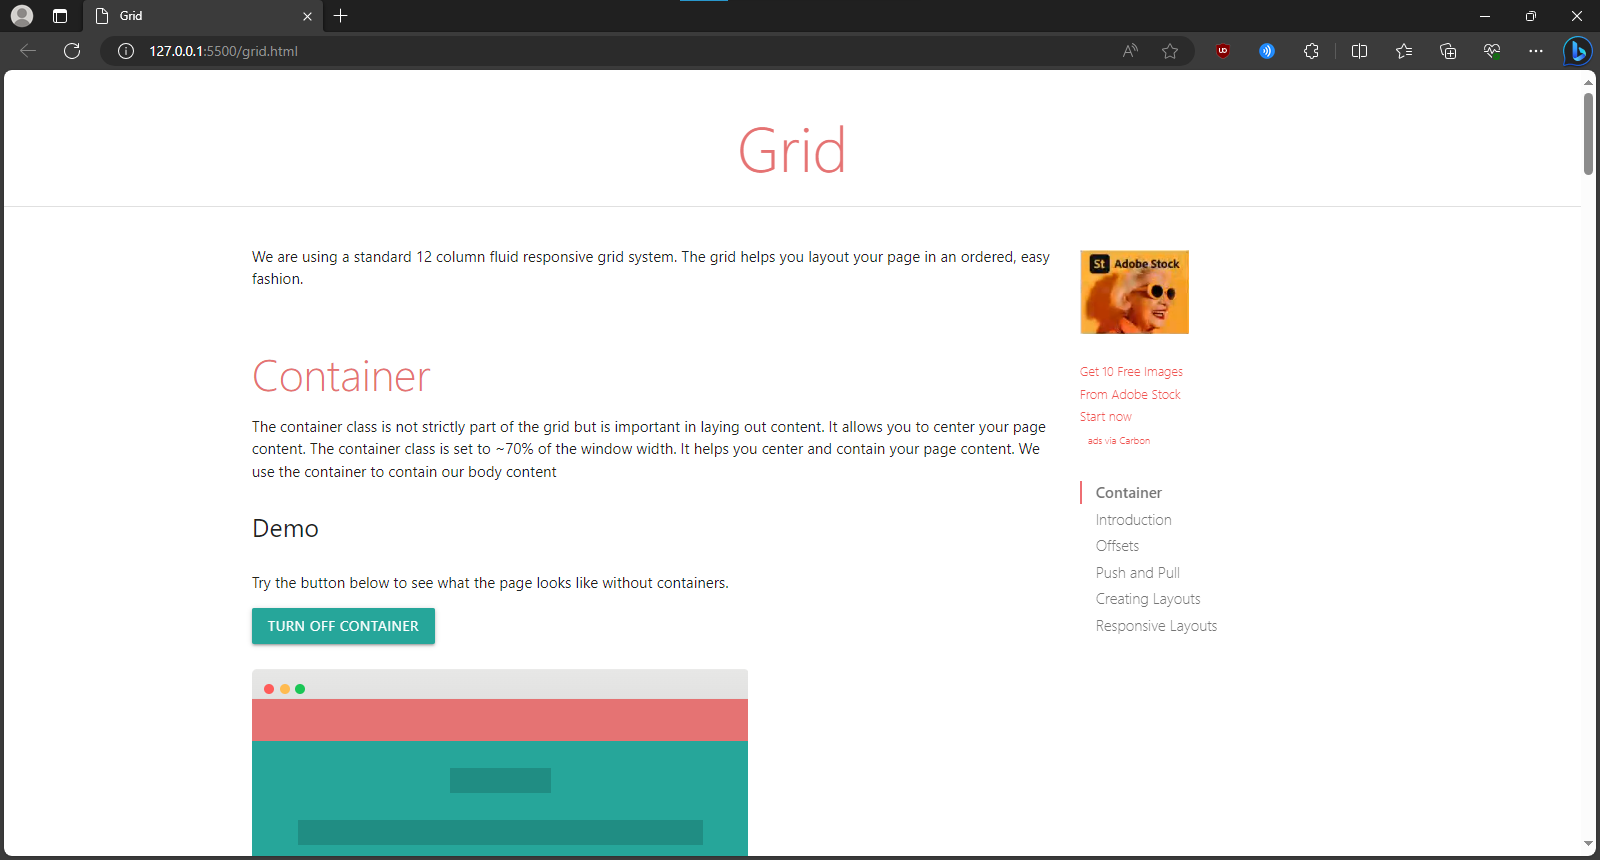 Grid
127.0.0.1:5500/grid.html
Grid
We are using a standard 12 column fluid responsive grid system. The grid helps you layout your page in an ordered, easy
fashion.
St Adobe Stock
Get 10 Free Images
From Adobe Stock
Start now
ads via Carbon
Container
The container class is not strictly part of the grid but is important in laying out content. It allows you to center your page
content. The container class is set to ~70% of the window width. It helps you center and contain your page content. We
use the container to contain our body content
Demo
Try the button below to see what the page looks like without containers.
TURN OFF CONTAINER
Container
Introduction
Offsets
Push and Pull
Creating Layouts
Responsive Layouts